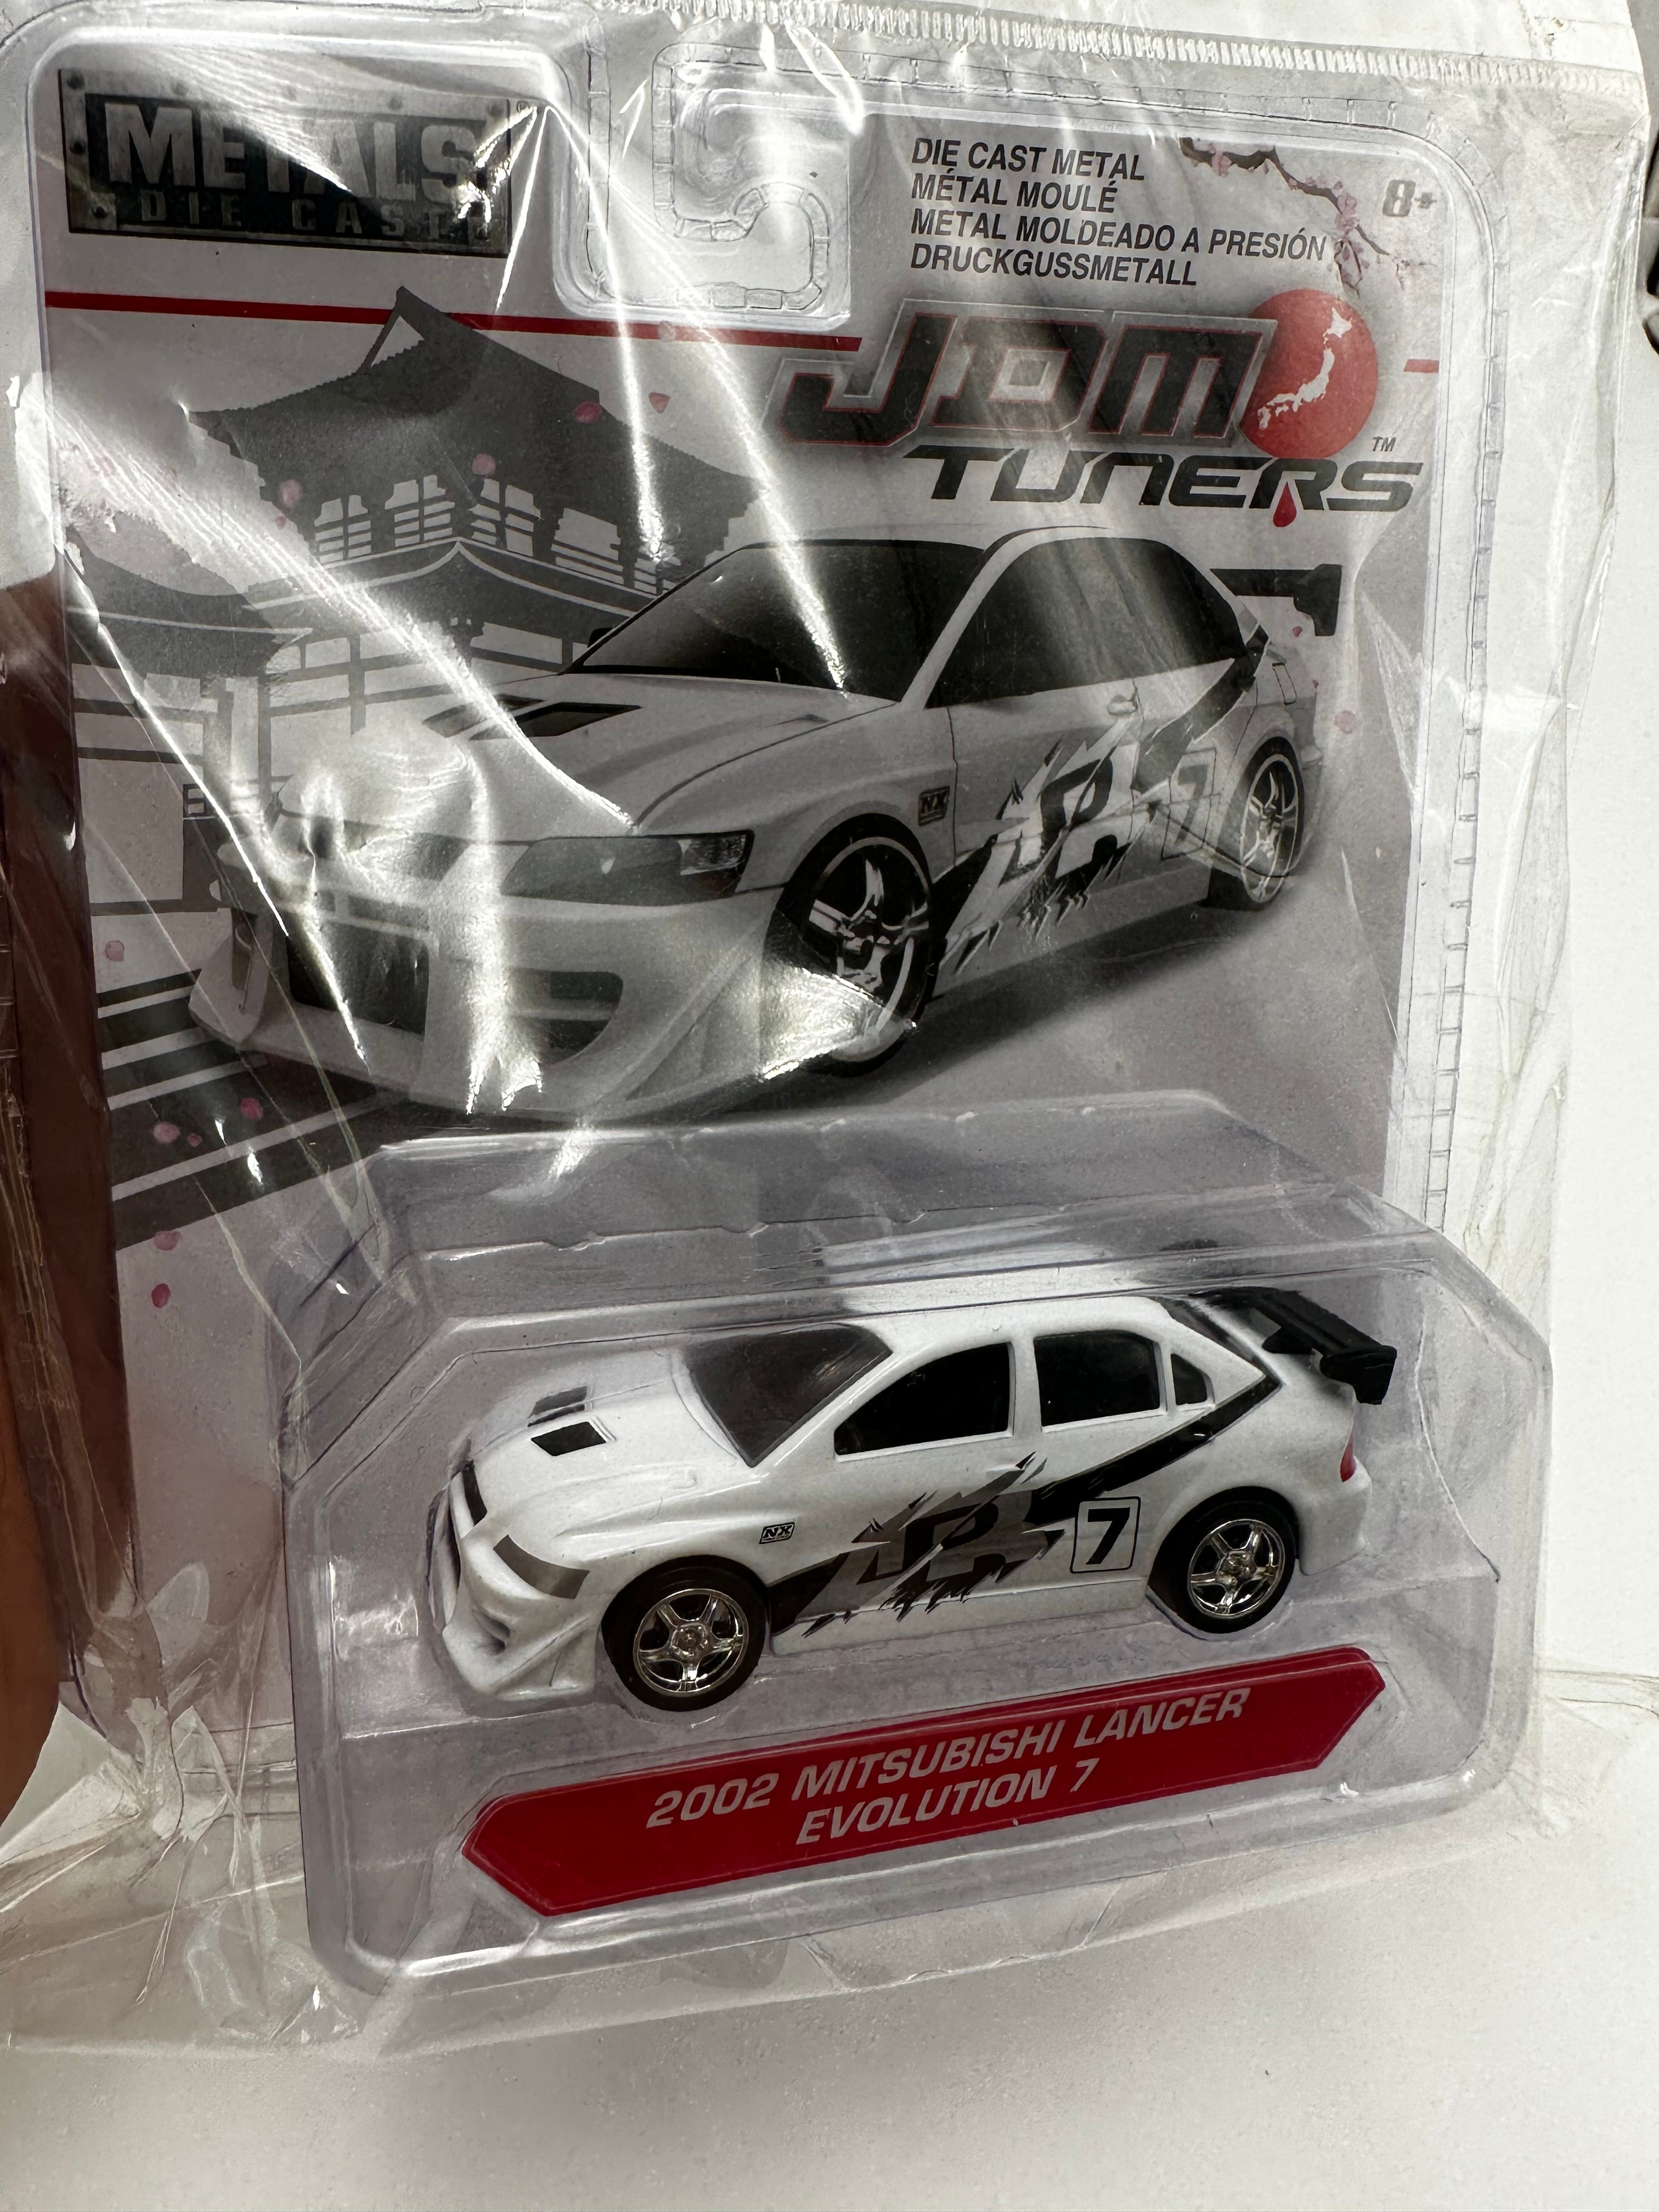 METALS
DIE CAST
DIE CAST METAL
MÉTAL MOULÉ
METAL MOLDEADO A PRESIÓN
DRUCKGUSSMETALL
8+
JDM
TUNERS
TM
NX
7
NX
7
2002 MITSUBISHI LANCER
EVOLUTION 7